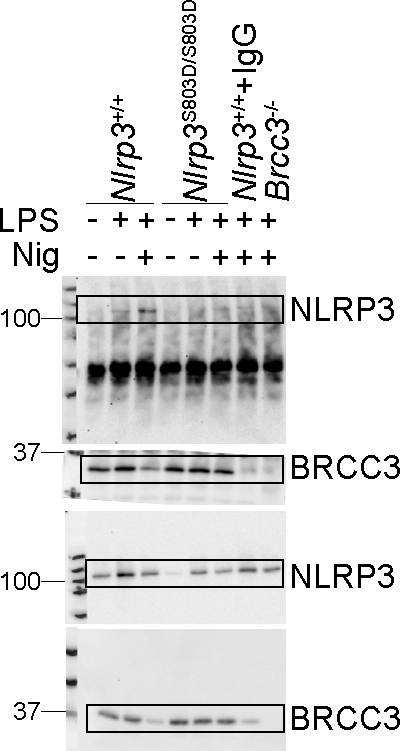 Nlrp3+/+ Nlrp3S803D/S803D Nlrp3+/++IgG Brcc3-/-
LPS - + + - + + + +
Nig - - + - - + + +
100 NLRP3
37 BRCC3
100 NLRP3
37 BRCC3